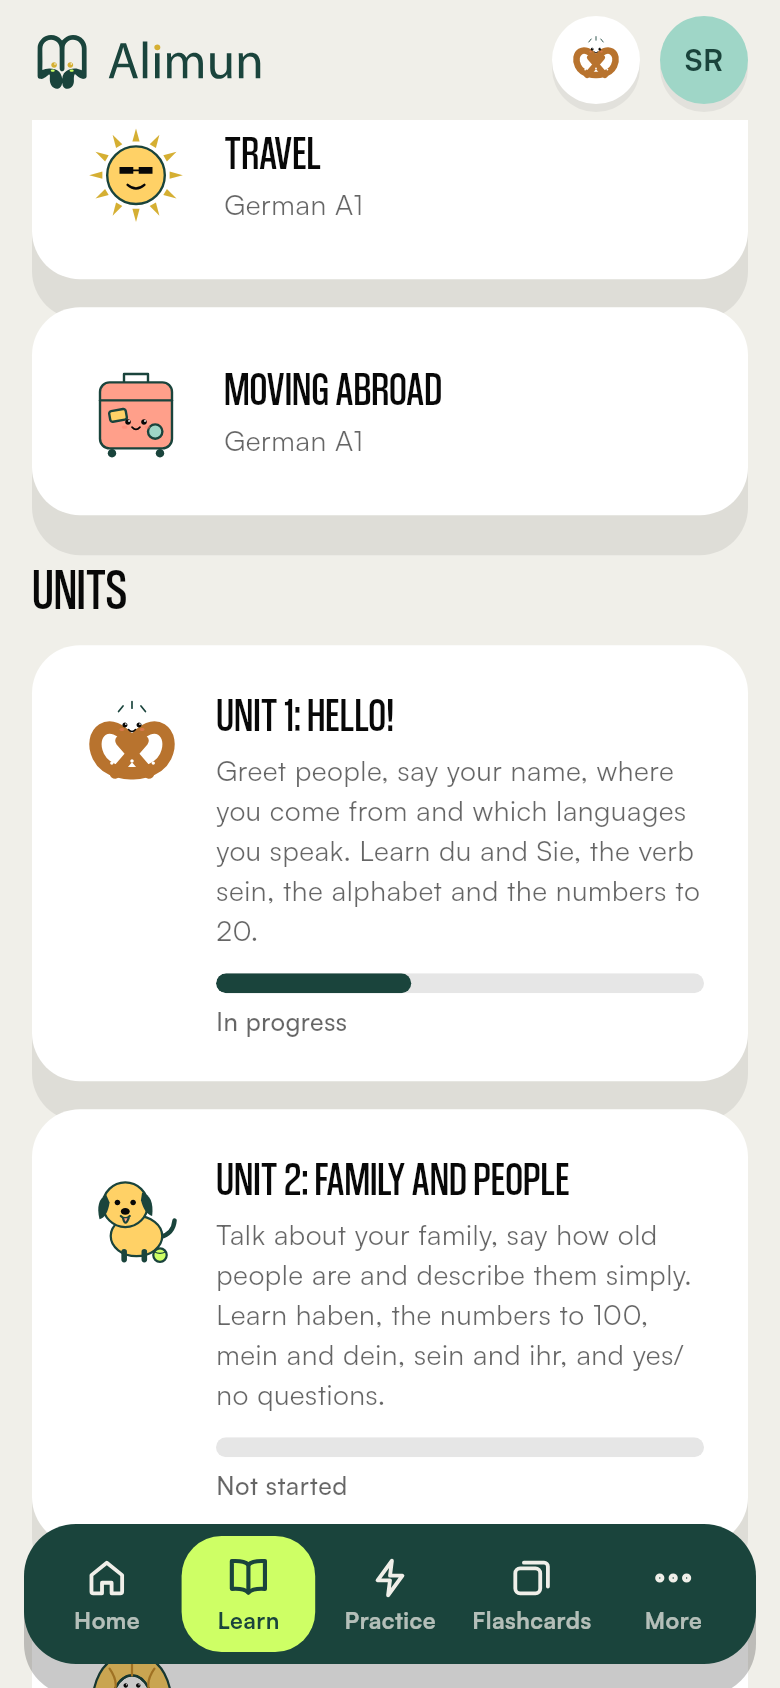 Alimun
SR
TRAVEL
German A1
MOVING ABROAD
German A1
UNITS
UNIT 1: HELLO!
Greet people, say your name, where
you come from and which languages
you speak. Learn du and Sie, the verb
sein, the alphabet and the numbers to
20.
In progress
UNIT 2: FAMILY AND PEOPLE
Talk about your family, say how old
people are and describe them simply.
Learn haben, the numbers to 100,
mein and dein, sein and ihr, and yes/
no questions.
Not started
Home
Learn
Practice
Flashcards
More